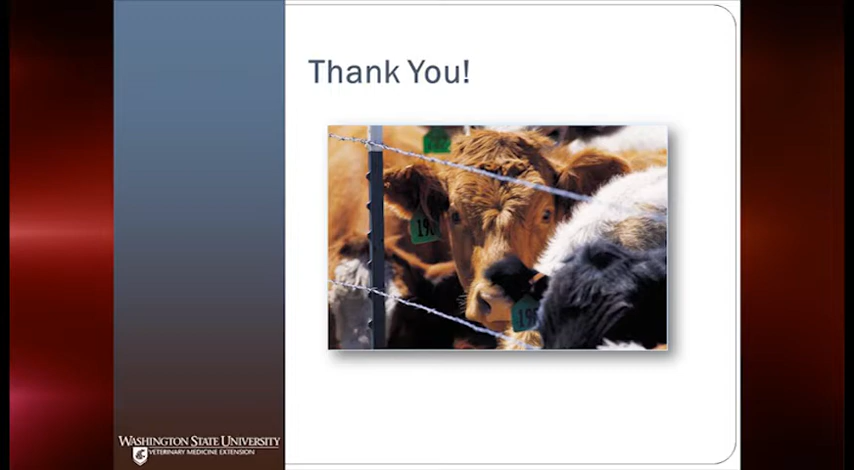 Thank You!
WASHINGTON STATE UNIVERSITY
VETERINARY MEDICINE EXTENSION